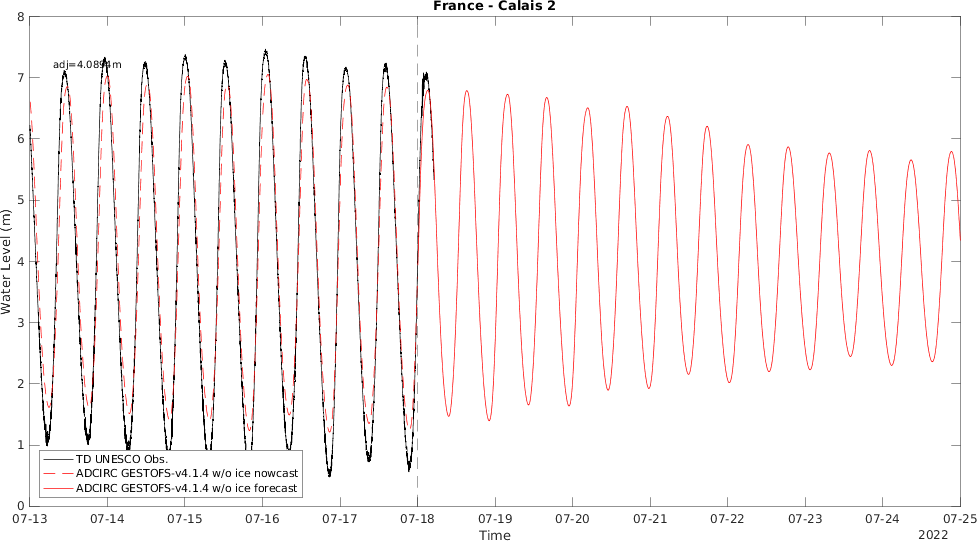 France - Calais 2
8
7
6
5
4
3
2
1
0
Water Level (m)
adj=4.0894m
TD UNESCO Obs.
ADCIRC GESTOFS-v4.1.4 w/o ice nowcast
ADCIRC GESTOFS-v4.1.4 w/o ice forecast
07-13 07-14 07-15 07-16 07-17 07-18 07-19 07-20 07-21 07-22 07-23 07-24 07-25
Time
2022